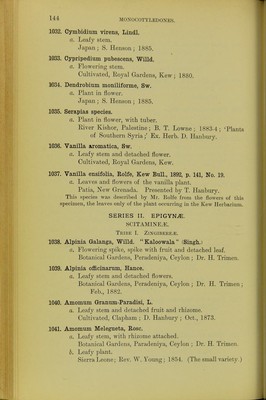 144 MONOCOTYLEDONES.
1032. Cymbidium virens, Lindl.
a. Leafy stem.
Japan ; S. Henson ; 1885.
1033. Cypripedium pubescens, Willd.
a. Flowering stem.
Cultivated, Royal Gardens, Kew ; 1880.
1034. Dendrobium moniliforme, Sw.
a. Plant in flower.
Japan ; S. Henson ; 1885.
1035. Serapias species.
a. Plant in flower, with tuber.
River Kisher, Palestine ; B. T. Lowne ; 1883.4 ; ‘Plants
of Southern Syria ;’ Ex. Herb. D. Hanbury.
1036. Vanilla aromatica, Sw.
a. Leafy stem and detached flower.
Cultivated, Royal Gardens, Kew.
1037. Vanilla ensifolia, Rolfe, Kew Bull., 1892, p. 141, No. 19.
a. Leaves and flowers of the vanilla plant.
Patia, New Grenada. Presented by T. Hanbury.
This species was described by Mr. Rolfe from the flowers of this
specimen, the leaves only of the plant occurring in the Kew Herbarium.
SERIES II. EPIGYNÆ.
SCITAMINEÆ.
Tribe I. Zingibereæ.
1038. Alpinia Galanga, Willd. “Kaloowala” (Singh.)
a. Flowering spike, spike with fruit and detached leaf.
Botanical Gardens, Peradeniya, Ceylon ; Dr. H. Trimen.
1039. Alpinia officinarum, Hance.
a. Leafy stem and detached flowers.
Botanical Gardens, Peradeniya, Ceylon ; Dr. H. Trimen ;
Feb., 1882.
1040. Amomum Granum-Paradisi, L.
a. Leafy stem and detached fruit and rhizome.
Cultivated, Clapham ; D. Hanbury ; Oct., 1873.
1041. Amomum Melegueta, Rosc.
a. Leafy stem, with rhizome attached.
Botanical Gardens, Peradeniya, Ceylon ; Dr. H. Trimen.
b. Leafy plant.
Sierra Leone ; Rev. W. Young ; 1854. (The small variety.)